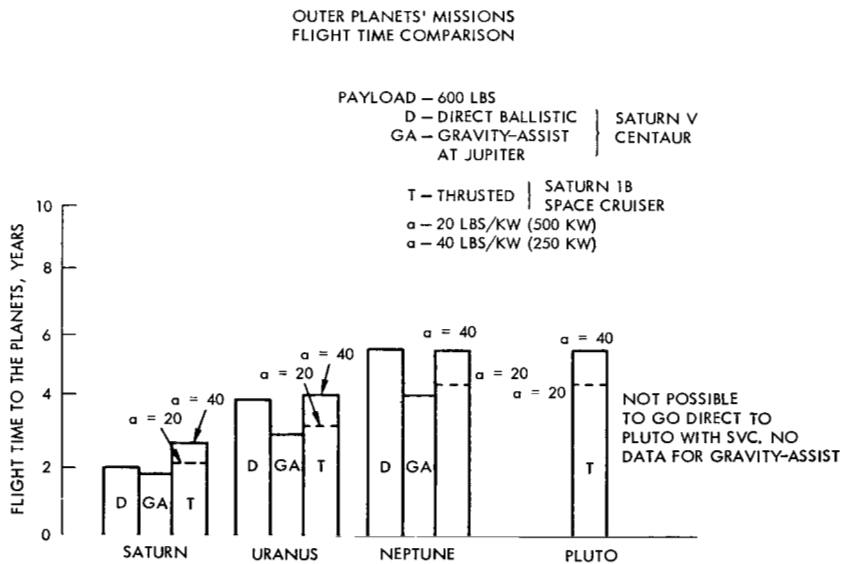 OUTER PLANETS' MISSIONS
FLIGHT TIME COMPARISON
PAYLOAD – 600 LBS
D – DIRECT BALLISTIC
GA – GRAVITY-ASSIST
AT JUPITER
SATURN V
CENTAUR
T – THRUSTED
SATURN 1B
SPACE CRUISER
α – 20 LBS/KW (500 KW)
α – 40 LBS/KW (250 KW)
FLIGHT TIME TO THE PLANETS, YEARS
10
8
6
4
2
0
α = 40
α = 20
D
GA
T
SATURN
α = 40
α = 20
D
GA
T
URANUS
α = 40
α = 20
D
GA
NEPTUNE
α = 40
α = 20
T
PLUTO
NOT POSSIBLE
TO GO DIRECT TO
PLUTO WITH SVC. NO
DATA FOR GRAVITY-ASSIST